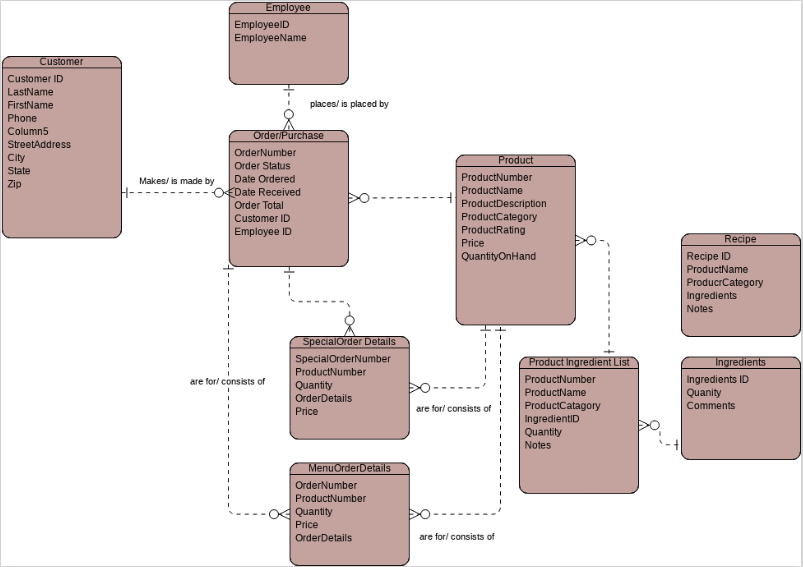 Employee
EmployeeID
EmployeeName
Customer
Customer ID
LastName
FirstName
Phone
Column5
StreetAddress
City
State
Zip
places/ is placed by
Makes/ is made by
Order/Purchase
OrderNumber
Order Status
Date Ordered
Date Received
Order Total
Customer ID
Employee ID
Product
ProductNumber
ProductName
ProductDescription
ProductCategory
ProductRating
Price
QuantityOnHand
Recipe
Recipe ID
ProductName
ProducrCategory
Ingredients
Notes
SpecialOrder Details
SpecialOrderNumber
ProductNumber
Quantity
OrderDetails
Price
are for/ consists of
are for/ consists of
Product Ingredient List
ProductNumber
ProductName
ProductCatagory
IngredientID
Quantity
Notes
Ingredients
Ingredients ID
Quanity
Comments
MenuOrderDetails
OrderNumber
ProductNumber
Quantity
Price
OrderDetails
are for/ consists of